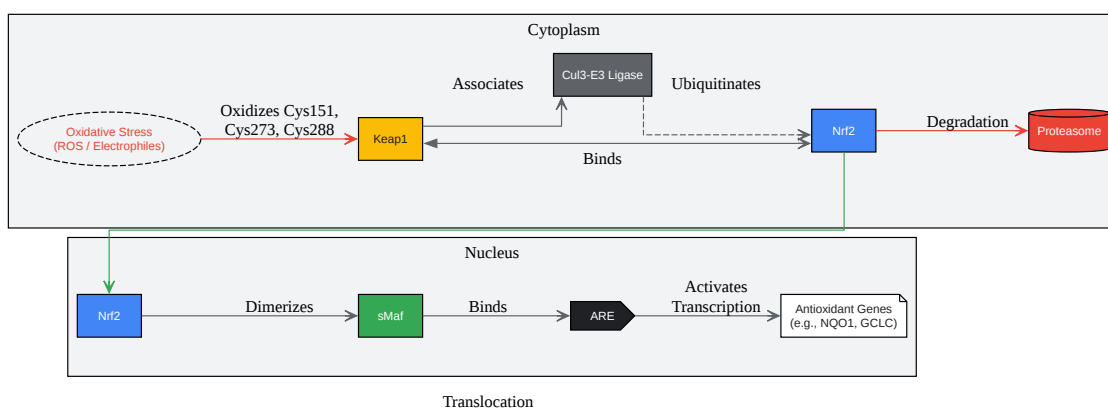 Cytoplasm
Cul3-E3 Ligase
Associates
Ubiquitinates
Oxidizes Cys151,
Cys273, Cys288
Oxidative Stress
(ROS / Electrophiles)
Keap1
Nrf2
Degradation
Proteasome
Binds
Nucleus
Nrf2
Dimerizes
sMaf
Binds
ARE
Activates
Transcription
Antioxidant Genes
(e.g., NQO1, GCLC)
Translocation